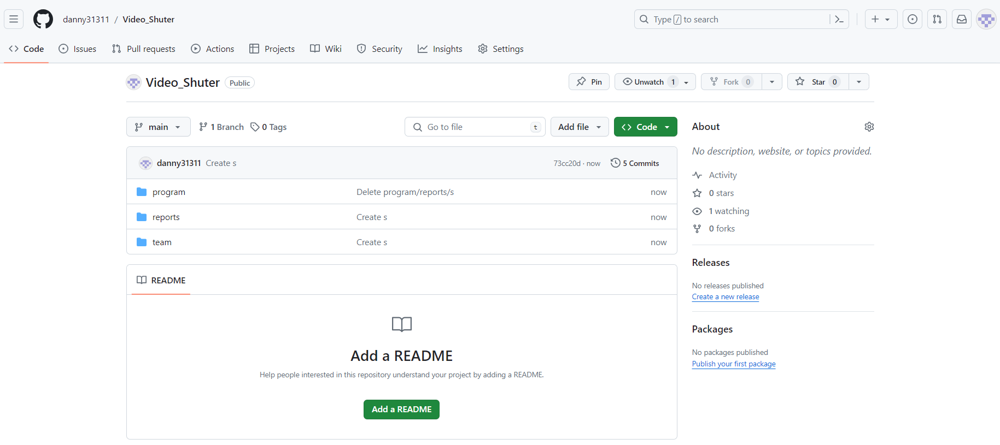 danny31311 / Video_Shuter
Type / to search
Code Issues Pull requests Actions Projects Wiki Security Insights Settings
Video_Shuter Public
Pin Unwatch 1 Fork 0 Star 0
main 1 Branch 0 Tags
Go to file t Add file Code
danny31311 Create s 73cc20d · now 5 Commits
program Delete program/reports/s now
reports Create s now
team Create s now
README
Add a README
Help people interested in this repository understand your project by adding a README.
Add a README
About
No description, website, or topics provided.
Activity
0 stars
1 watching
0 forks
Releases
No releases published
Create a new release
Packages
No packages published
Publish your first package